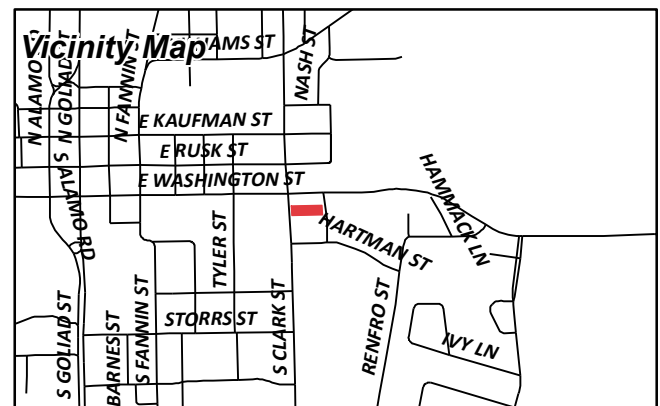 Vicinity Map
AMS ST
N ALAMO
N GOLIAD ST
N FANNIN ST
NASH ST
E KAUFMAN ST
E RUSK ST
E WASHINGTON ST
S ALAMO RD
HAMMACK LN
HARTMAN ST
TYLER ST
STORRS ST
S CLARK ST
RENFRO ST
IVY LN
S GOLIAD ST
BARNES ST
S FANNIN ST